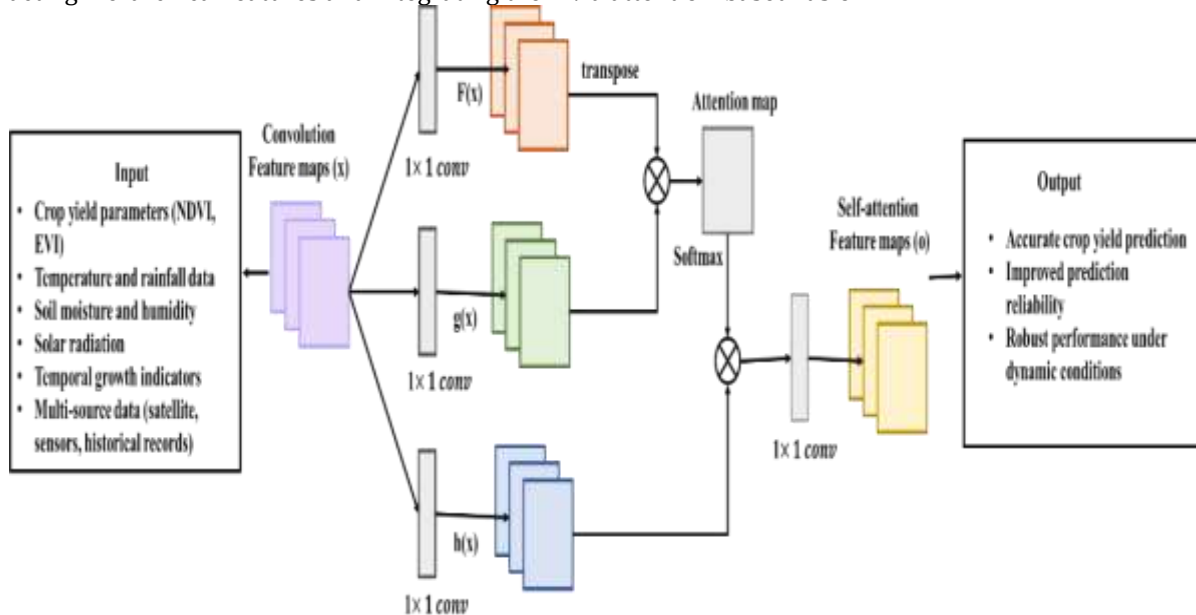 transpose
F(x)
Attention map
Convolution
Feature maps (x)
1× 1 conv
Input
• Crop yield parameters (NDVI,
EVI)
• Temperature and rainfall data
• Soil moisture and humidity
• Solar radiation
• Temporal growth indicators
• Multi-source data (satellite,
sensors, historical records)
g(x)
1× 1 conv
Softmax
Self-attention
Feature maps (o)
Output
• Accurate crop yield prediction
• Improved prediction
reliability
• Robust performance under
dynamic conditions
1× 1 conv
h(x)
1× 1 conv